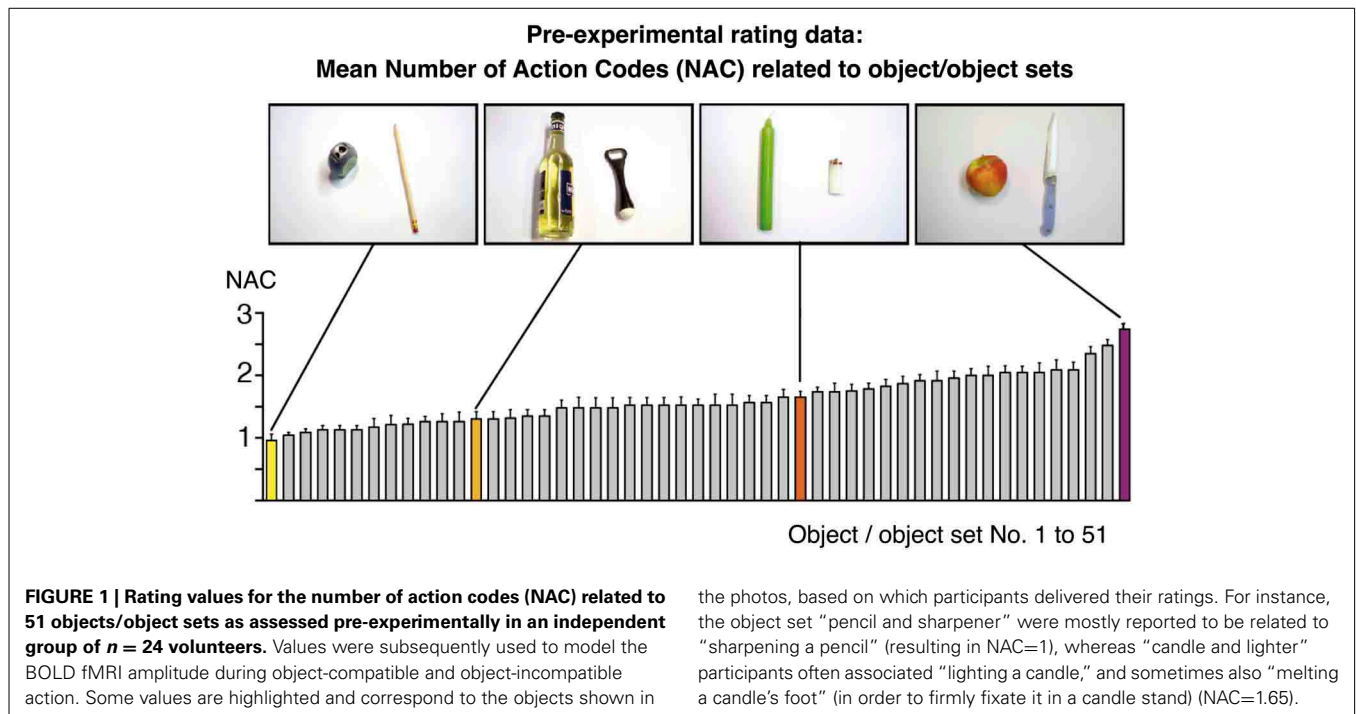 Pre-experimental rating data:
Mean Number of Action Codes (NAC) related to object/object sets
NAC
3
2
1
Object / object set No. 1 to 51
FIGURE 1 | Rating values for the number of action codes (NAC) related to
51 objects/object sets as assessed pre-experimentally in an independent
group of n = 24 volunteers. Values were subsequently used to model the
BOLD fMRI amplitude during object-compatible and object-incompatible
action. Some values are highlighted and correspond to the objects shown in
the photos, based on which participants delivered their ratings. For instance,
the object set “pencil and sharpener” were mostly reported to be related to
“sharpening a pencil” (resulting in NAC=1), whereas “candle and lighter”
participants often associated “lighting a candle,” and sometimes also “melting
a candle’s foot” (in order to firmly fixate it in a candle stand) (NAC=1.65).